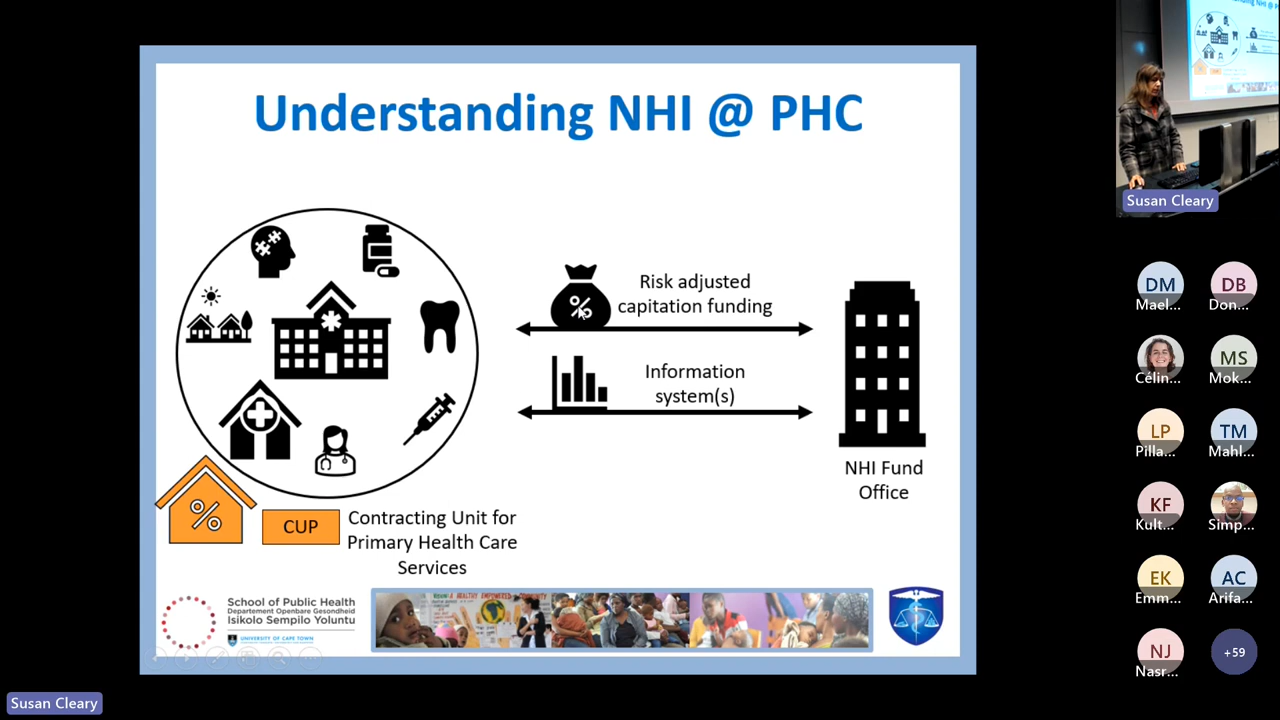 Understanding NHI @ PHC
Risk adjusted
capitation funding
%
Information
system(s)
NHI Fund
Office
%
CUP
Contracting Unit for
Primary Health Care
Services
School of Public Health
Departement Openbare Gesondheid
Isikolo Sempilo Yoluntu
UNIVERSITY OF CAPE TOWN
Susan Cleary
Susan Cleary
DM
Mael...
DB
Don...
Célin...
MS
Mok...
LP
Pilla...
TM
Mahl...
KF
Kult...
Simp...
EK
Emm...
AC
Arifa...
NJ
Nasr...
+59